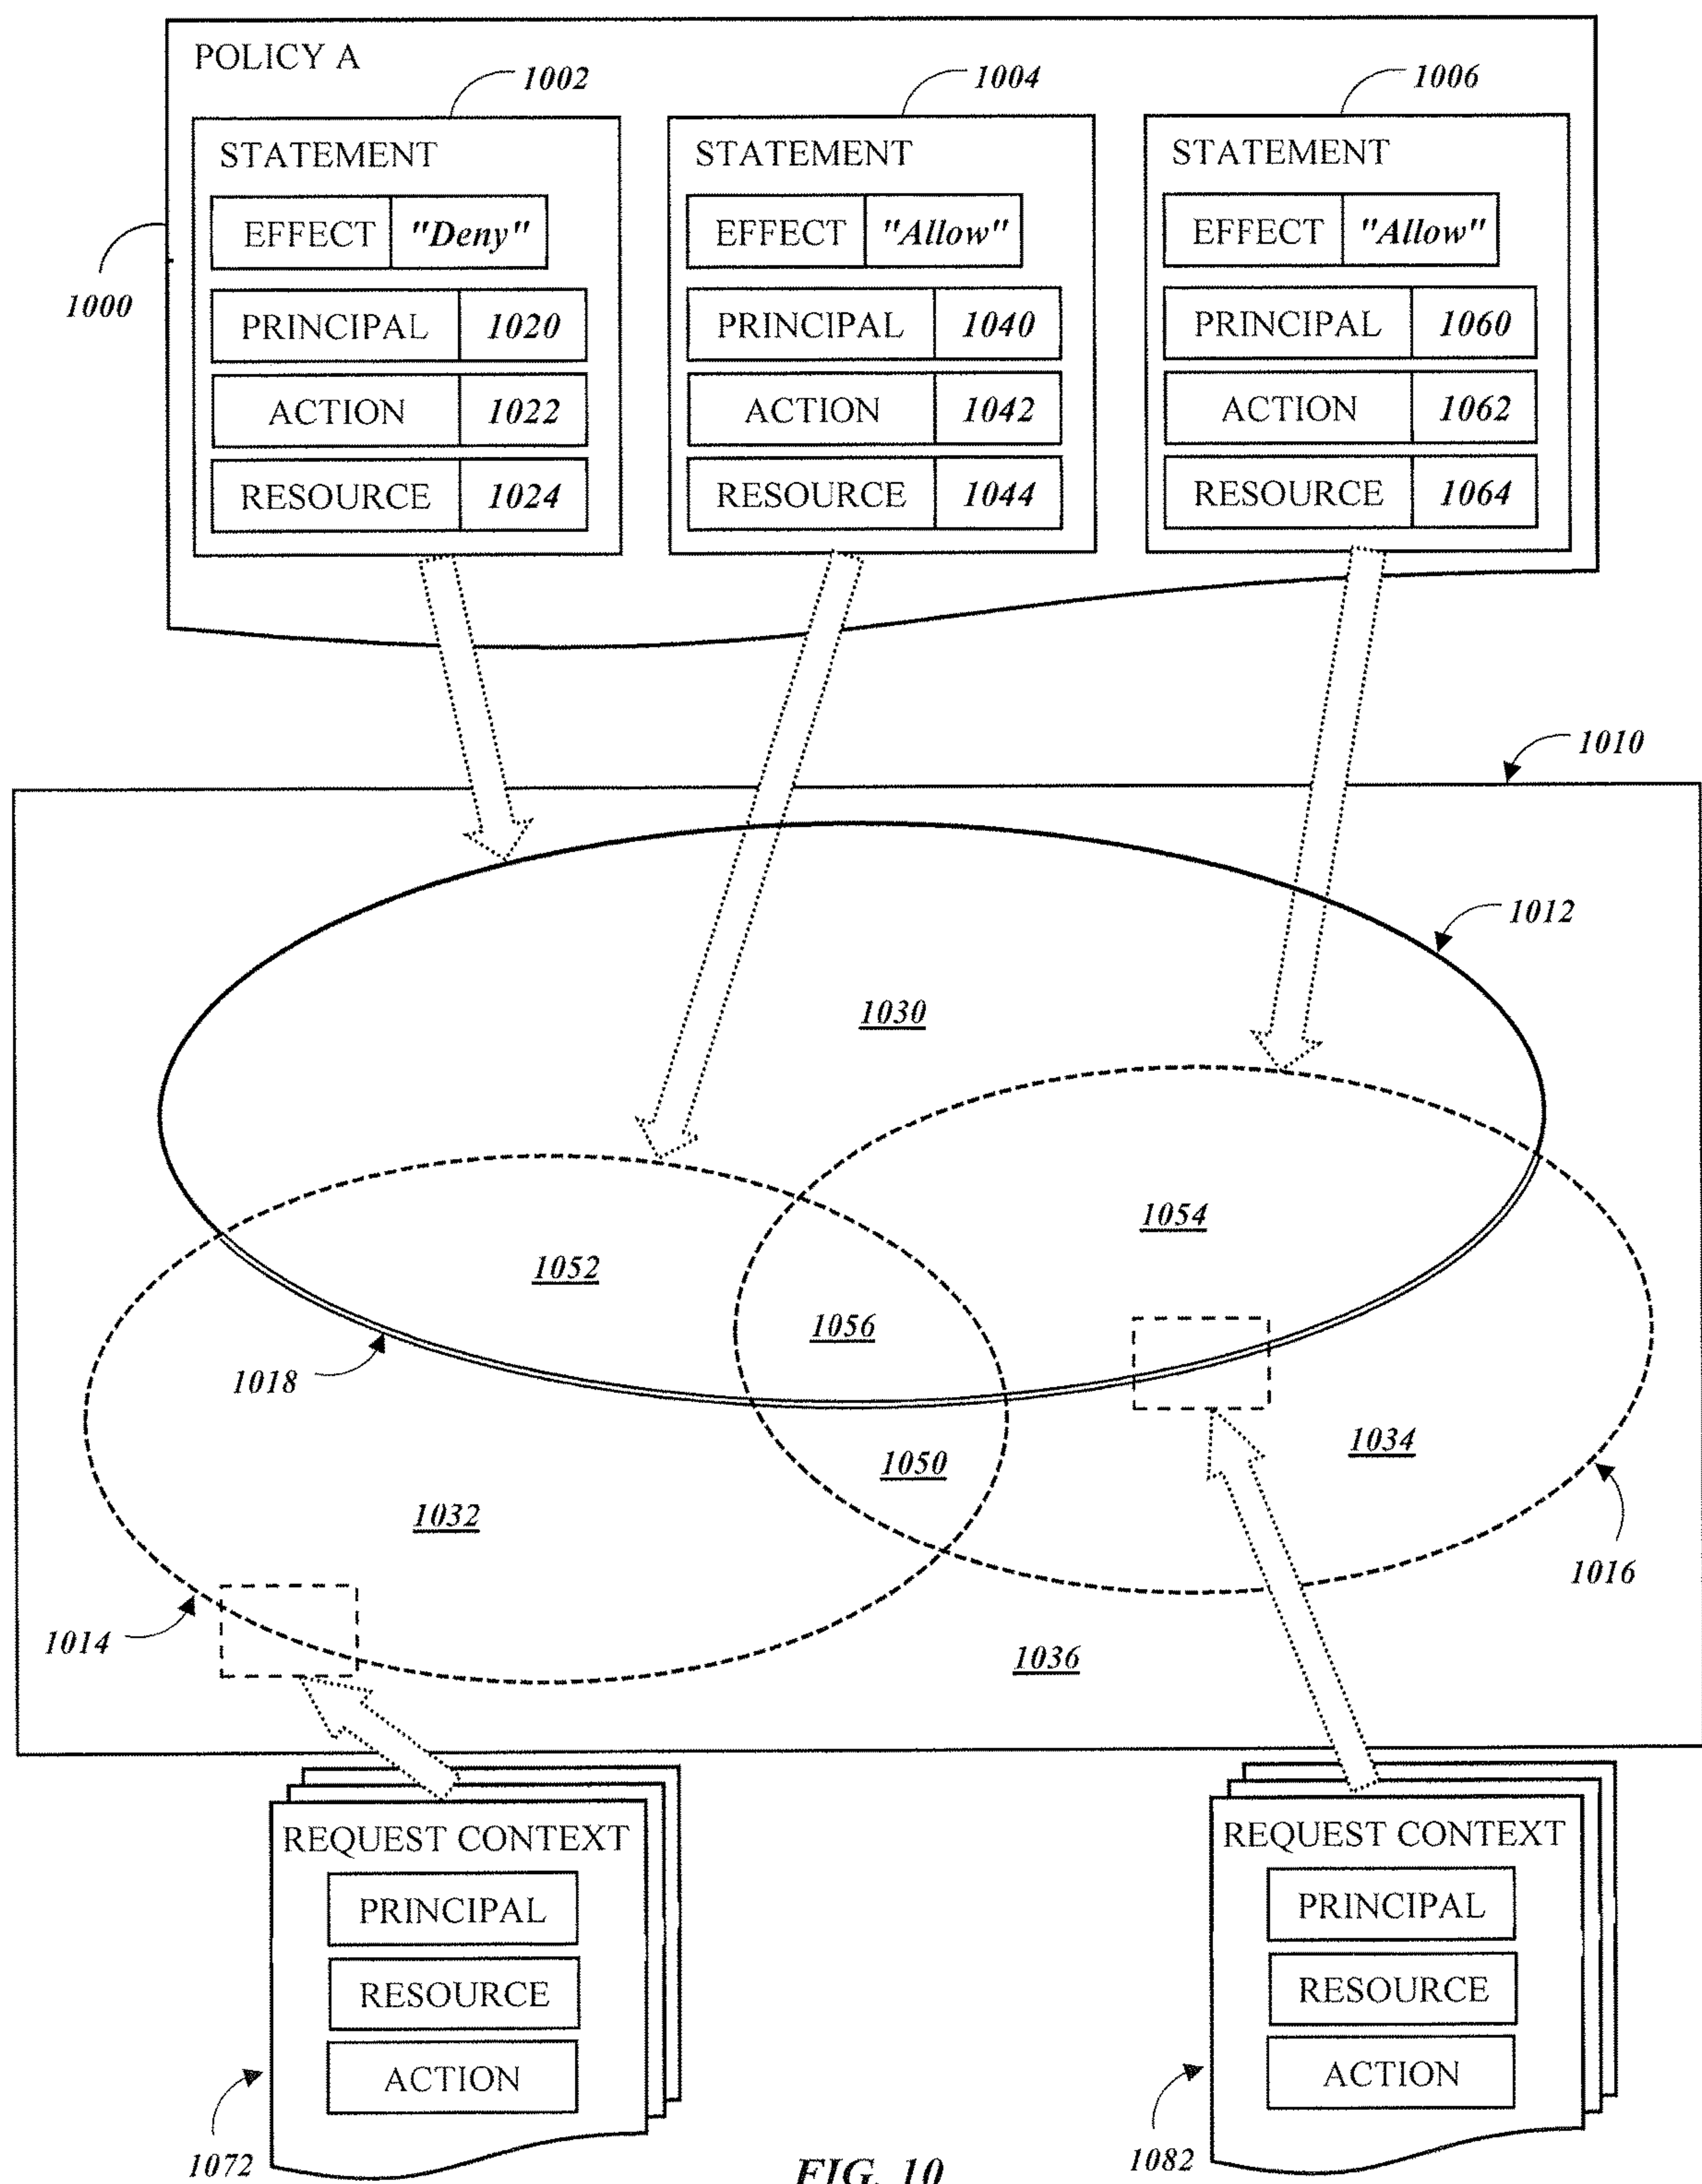 POLICY A
1002
1004
1006
STATEMENT
EFFECT "Deny"
PRINCIPAL 1020
ACTION 1022
RESOURCE 1024
STATEMENT
EFFECT "Allow"
PRINCIPAL 1040
ACTION 1042
RESOURCE 1044
STATEMENT
EFFECT "Allow"
PRINCIPAL 1060
ACTION 1062
RESOURCE 1064
1000
1010
1012
1030
1054
1052
1056
1018
1034
1050
1032
1016
1014
1036
REQUEST CONTEXT
PRINCIPAL
RESOURCE
ACTION
1072
REQUEST CONTEXT
PRINCIPAL
RESOURCE
ACTION
1082
FIG. 10